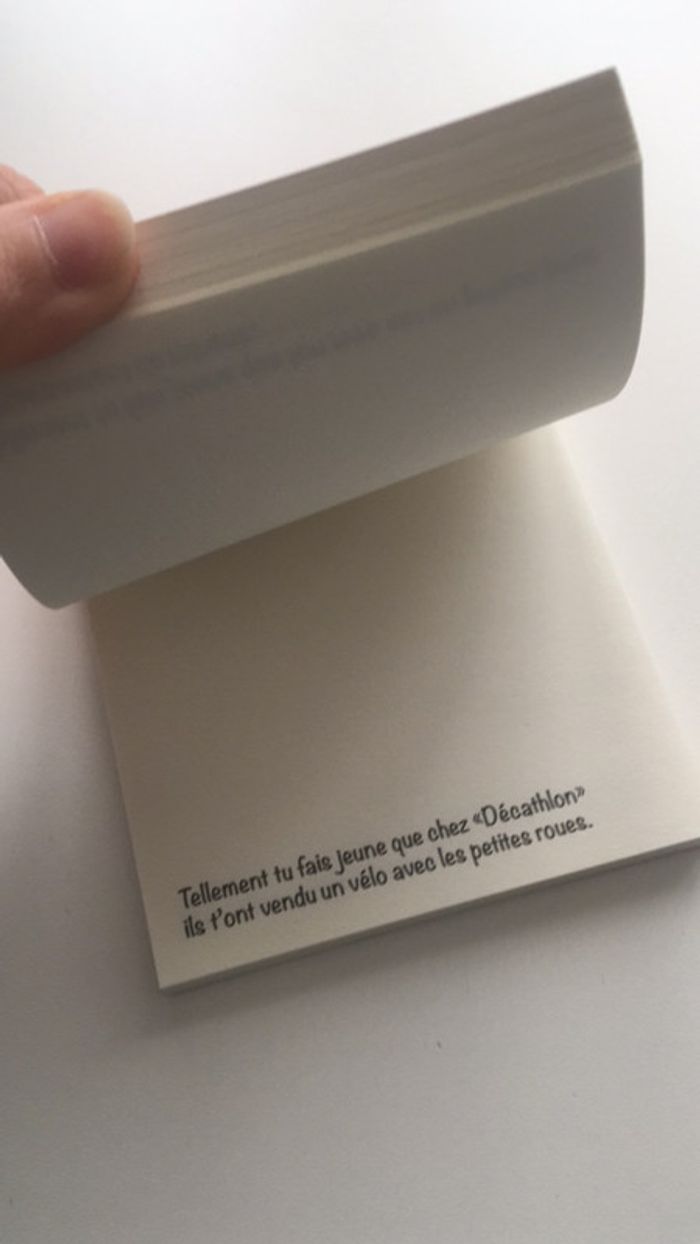 Tellement tu fais jeune que chez «Décathlon»
ils t'ont vendu un vélo avec les petites roues.